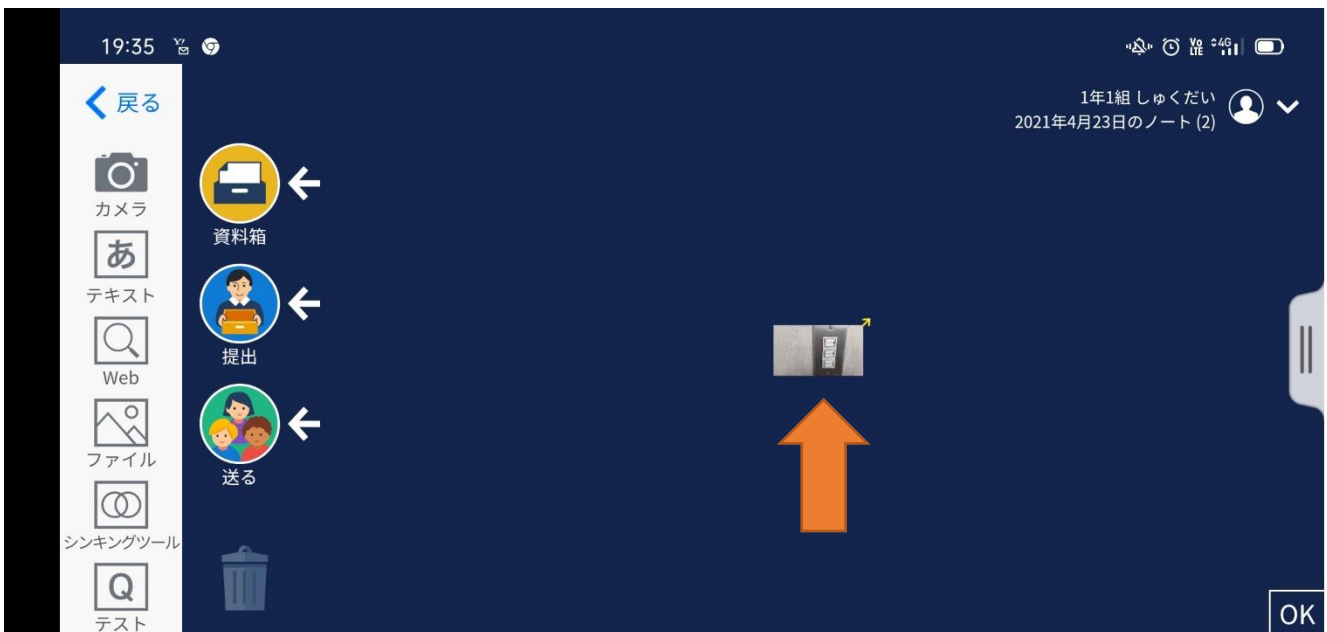 19:35
戻る
1年1組 しゅくだい
2021年4月23日のノート (2)
カメラ
あ
テキスト
Web
ファイル
シンキングツール
Q
テスト
資料箱
提出
送る
OK